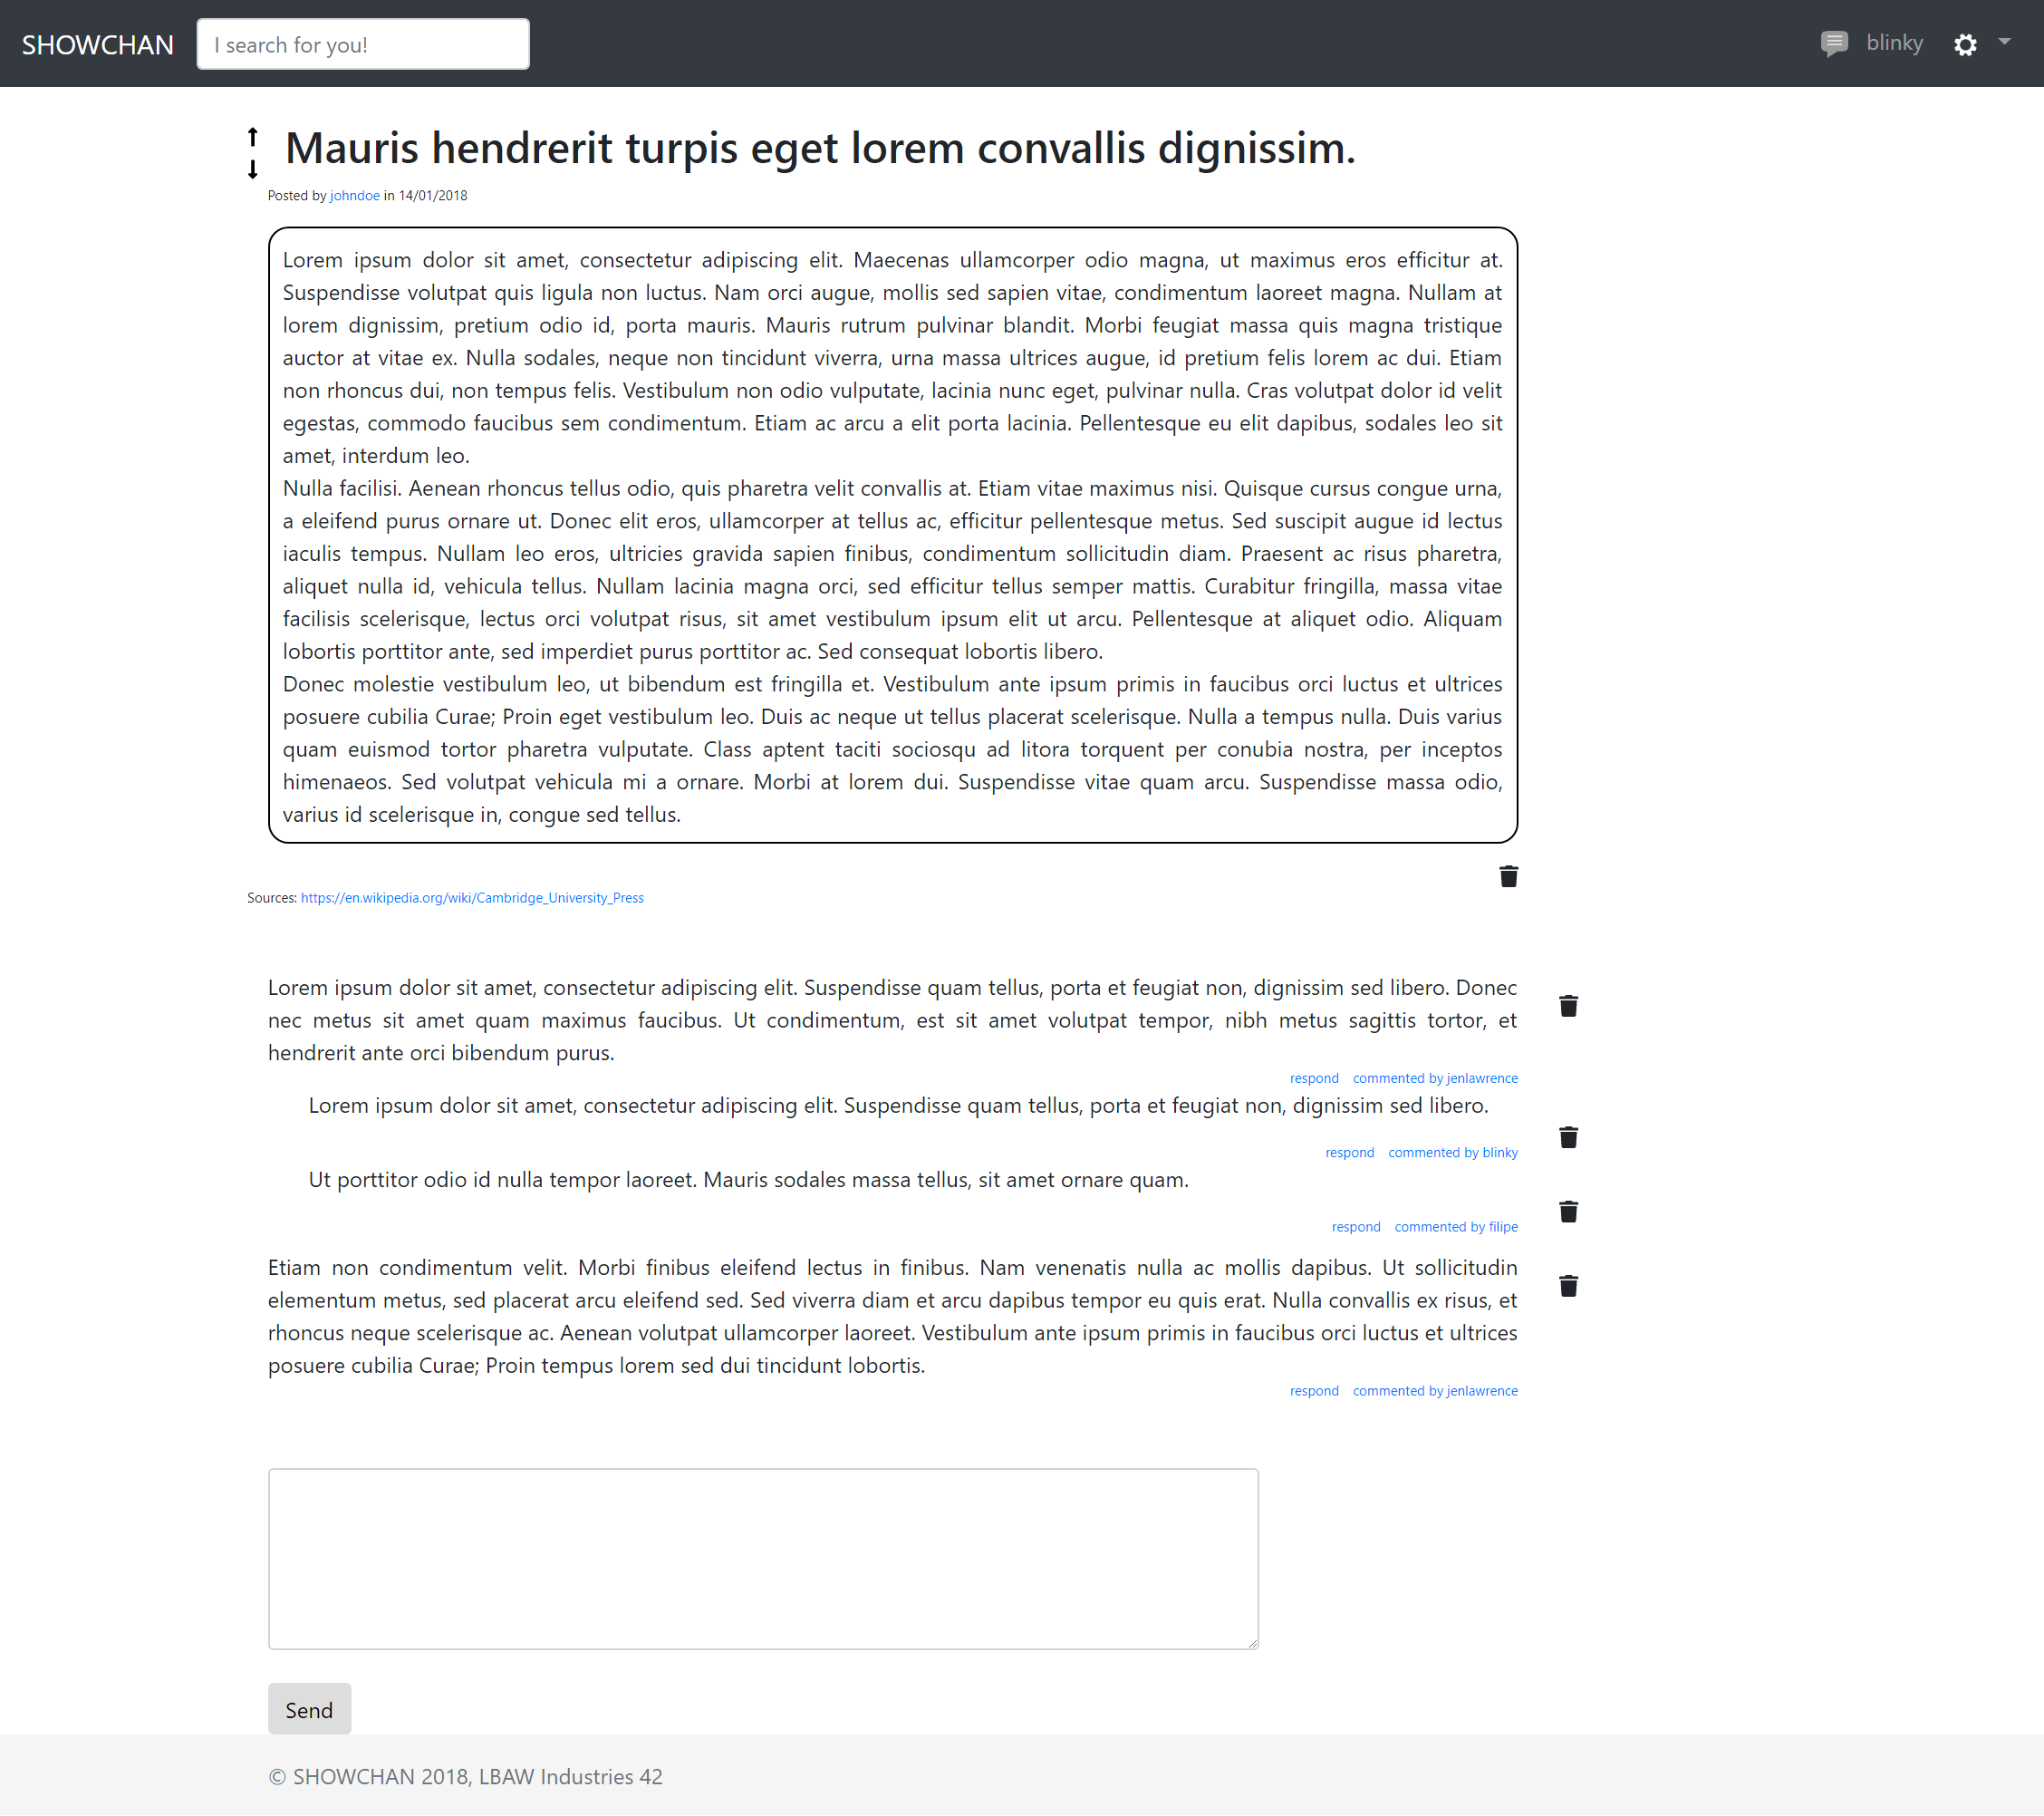 SHOWCHAN
I search for you!
blinky
Mauris hendrerit turpis eget lorem convallis dignissim.
Posted by johndoe in 14/01/2018
Lorem ipsum dolor sit amet, consectetur adipiscing elit. Maecenas ullamcorper odio magna, ut maximus eros efficitur at.
Suspendisse volutpat quis ligula non luctus. Nam orci augue, mollis sed sapien vitae, condimentum laoreet magna. Nullam at
lorem dignissim, pretium odio id, porta mauris. Mauris rutrum pulvinar blandit. Morbi feugiat massa quis magna tristique
auctor at vitae ex. Nulla sodales, neque non tincidunt viverra, urna massa ultrices augue, id pretium felis lorem ac dui. Etiam
non rhoncus dui, non tempus felis. Vestibulum non odio vulputate, lacinia nunc eget, pulvinar nulla. Cras volutpat dolor id velit
egestas, commodo faucibus sem condimentum. Etiam ac arcu a elit porta lacinia. Pellentesque eu elit dapibus, sodales leo sit
amet, interdum leo.
Nulla facilisi. Aenean rhoncus tellus odio, quis pharetra velit convallis at. Etiam vitae maximus nisi. Quisque cursus congue urna,
a eleifend purus ornare ut. Donec elit eros, ullamcorper at tellus ac, efficitur pellentesque metus. Sed suscipit augue id lectus
iaculis tempus. Nullam leo eros, ultricies gravida sapien finibus, condimentum sollicitudin diam. Praesent ac risus pharetra,
aliquet nulla id, vehicula tellus. Nullam lacinia magna orci, sed efficitur tellus semper mattis. Curabitur fringilla, massa vitae
facilisis scelerisque, lectus orci volutpat risus, sit amet vestibulum ipsum elit ut arcu. Pellentesque at aliquet odio. Aliquam
lobortis porttitor ante, sed imperdiet purus porttitor ac. Sed consequat lobortis libero.
Donec molestie vestibulum leo, ut bibendum est fringilla et. Vestibulum ante ipsum primis in faucibus orci luctus et ultrices
posuere cubilia Curae; Proin eget vestibulum leo. Duis ac neque ut tellus placerat scelerisque. Nulla a tempus nulla. Duis varius
quam euismod tortor pharetra vulputate. Class aptent taciti sociosqu ad litora torquent per conubia nostra, per inceptos
himenaeos. Sed volutpat vehicula mi a ornare. Morbi at lorem dui. Suspendisse vitae quam arcu. Suspendisse massa odio,
varius id scelerisque in, congue sed tellus.
Sources: https://en.wikipedia.org/wiki/Cambridge_University_Press
Lorem ipsum dolor sit amet, consectetur adipiscing elit. Suspendisse quam tellus, porta et feugiat non, dignissim sed libero. Donec
nec metus sit amet quam maximus faucibus. Ut condimentum, est sit amet volutpat tempor, nibh metus sagittis tortor, et
hendrerit ante orci bibendum purus.
respond commented by jenlawrence
Lorem ipsum dolor sit amet, consectetur adipiscing elit. Suspendisse quam tellus, porta et feugiat non, dignissim sed libero.
respond commented by blinky
Ut porttitor odio id nulla tempor laoreet. Mauris sodales massa tellus, sit amet ornare quam.
respond commented by filipe
Etiam non condimentum velit. Morbi finibus eleifend lectus in finibus. Nam venenatis nulla ac mollis dapibus. Ut sollicitudin
elementum metus, sed placerat arcu eleifend sed. Sed viverra diam et arcu dapibus tempor eu quis erat. Nulla convallis ex risus, et
rhoncus neque scelerisque ac. Aenean volutpat ullamcorper laoreet. Vestibulum ante ipsum primis in faucibus orci luctus et ultrices
posuere cubilia Curae; Proin tempus lorem sed dui tincidunt lobortis.
respond commented by jenlawrence
Send
© SHOWCHAN 2018, LBAW Industries 42